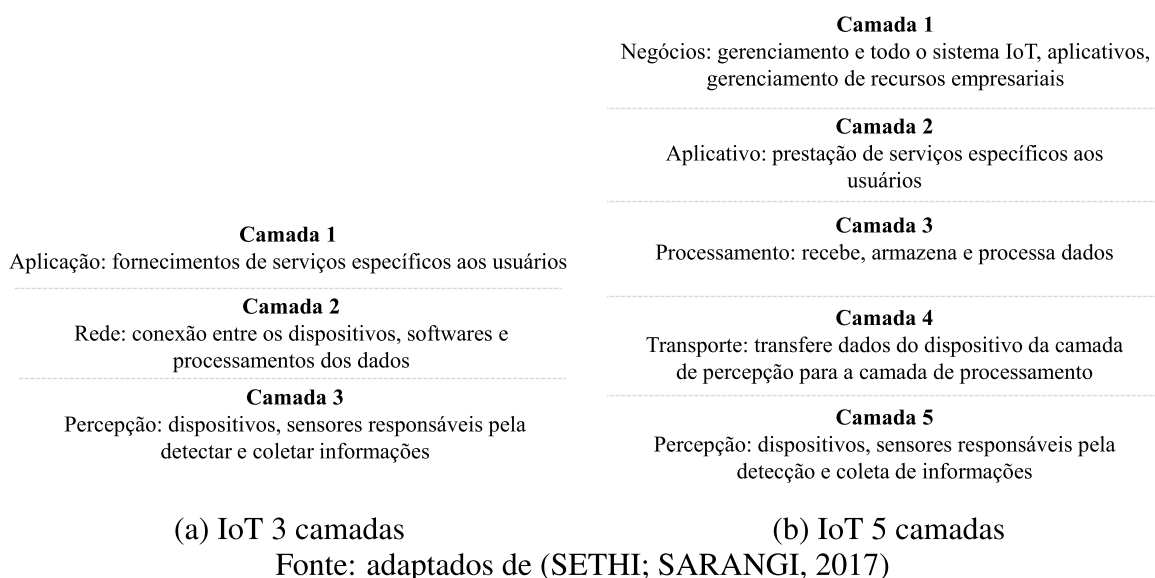 Camada 1
Aplicação: fornecimentos de serviços específicos aos usuários
Camada 2
Rede: conexão entre os dispositivos, softwares e
processamentos dos dados
Camada 3
Percepção: dispositivos, sensores responsáveis pela
detectar e coletar informações
(a) IoT 3 camadas
Camada 1
Negócios: gerenciamento e todo o sistema IoT, aplicativos,
gerenciamento de recursos empresariais
Camada 2
Aplicativo: prestação de serviços específicos aos
usuários
Camada 3
Processamento: recebe, armazena e processa dados
Camada 4
Transporte: transfere dados do dispositivo da camada
de percepção para a camada de processamento
Camada 5
Percepção: dispositivos, sensores responsáveis pela
detecção e coleta de informações
(b) IoT 5 camadas
Fonte: adaptados de (SETHI; SARANGI, 2017)